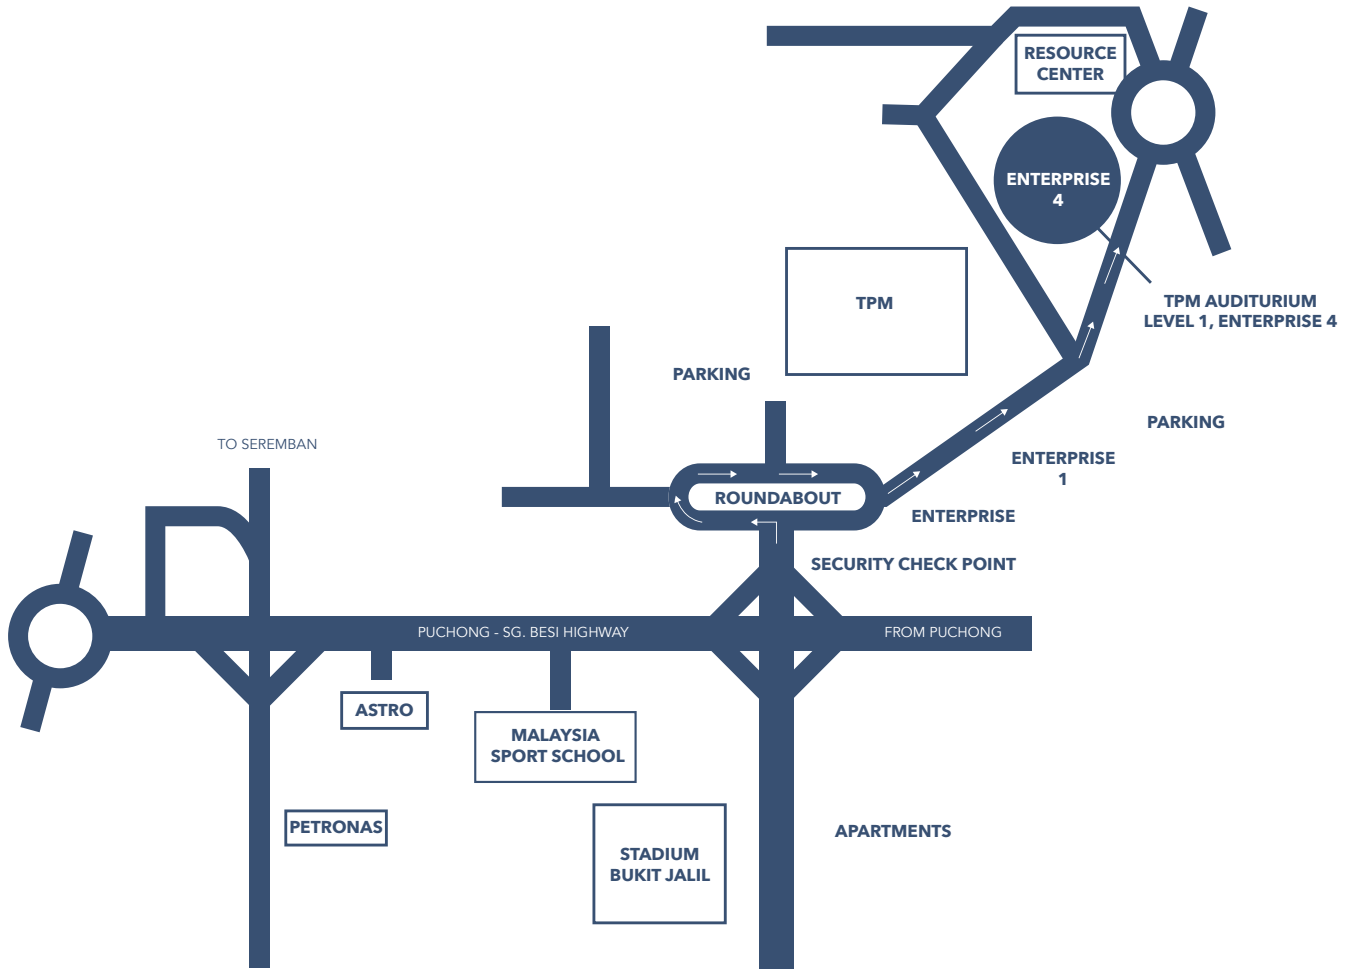 RESOURCE
CENTER
ENTERPRISE
4
TPM
TPM AUDITURIUM
LEVEL 1, ENTERPRISE 4
PARKING
PARKING
TO SEREMBAN
ENTERPRISE
1
ROUNDABOUT
ENTERPRISE
SECURITY CHECK POINT
PUCHONG - SG. BESI HIGHWAY
FROM PUCHONG
ASTRO
MALAYSIA
SPORT SCHOOL
PETRONAS
STADIUM
BUKIT JALIL
APARTMENTS